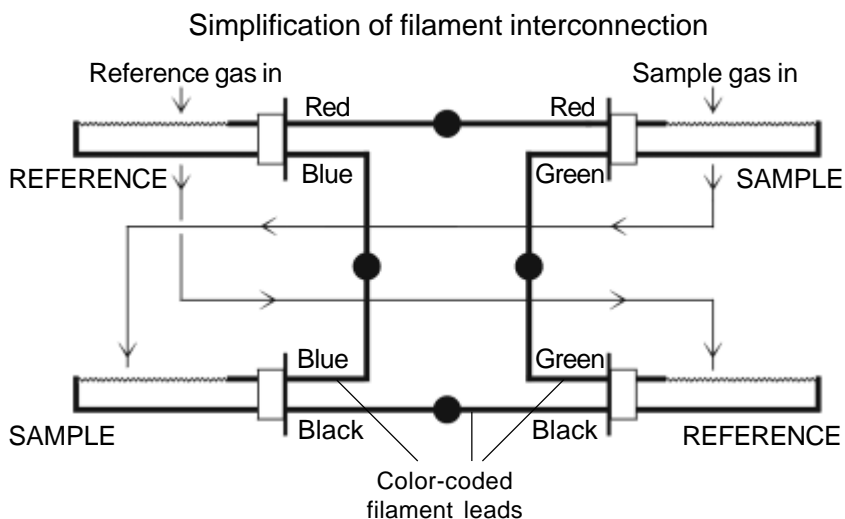 Simplification of filament interconnection
Reference gas in
Sample gas in
Red
Red
REFERENCE
Blue
Green
SAMPLE
Blue
Green
SAMPLE
Black
Black
REFERENCE
Color-coded
filament leads